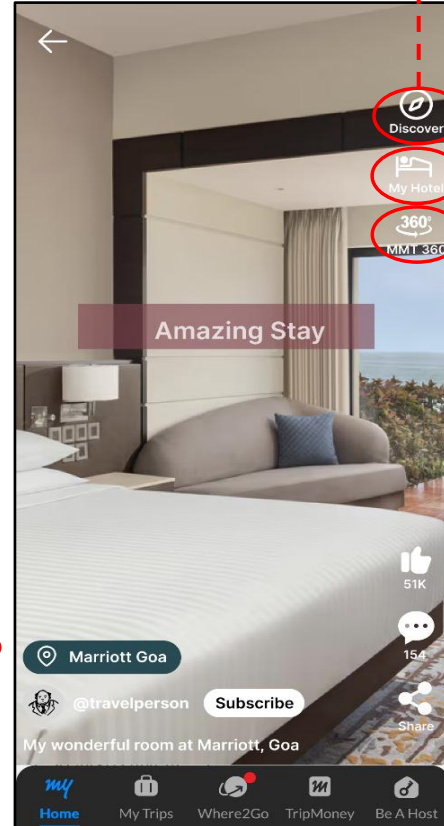 Discover
My Hotel
360°
MMT 360
Amazing Stay
51K
154
Marriott Goa
@travelperson
Subscribe
Share
My wonderful room at Marriott, Goa
my
Home
My Trips
Where2Go
m
TripMoney
Be A Host